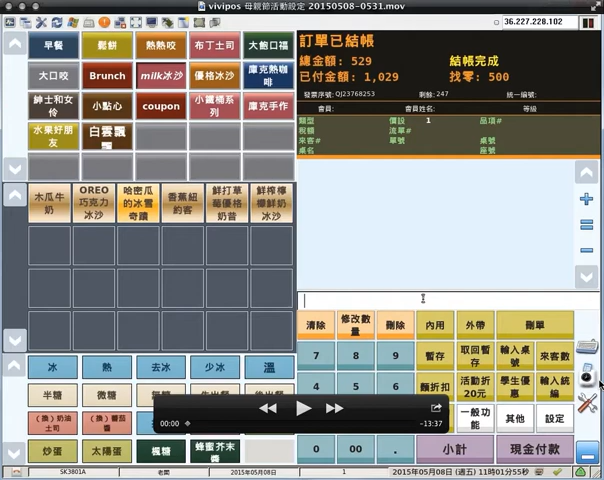 vivipos 母親節活動設定 20150508-0531.mov
36.227.228.102
早餐
鬆餅
熱熱咬
布丁土司
大飽口福
大口咬
Brunch
milk冰沙
優格冰沙
庫克熱咖啡
紳士和女伶
小點心
coupon
小鐵桶系列
庫克手作
水果好朋友
白雲飄飄
訂單已結帳
總金額: 529
結帳完成
已付金額: 1,029
找零: 500
發票序號: QJ23768253
剩餘: 247
統一編號:
會員:
會員姓名:
等級
類型
價設
1
品項#
稅額
流單#
來客#
單號
桌號
桌名
座號
木瓜牛奶
OREO巧克力冰沙
哈密瓜的冰雪奇蹟
香蕉紐約客
鮮打草莓優格奶昔
鮮榨檸檬鮮奶冰沙
清除
修改數量
刪除
內用
外帶
刪單
7
8
9
暫存
取回暫存
輸入桌號
來客數
4
5
6
額折扣
活動折20元
學生優惠
輸入統編
一般功能
其他
設定
0
00
.
小計
現金付款
冰
熱
去冰
少冰
溫
半糖
微糖
(換)奶油土司
(換)蕃茄醬
炒蛋
太陽蛋
楓糖
蜂蜜芥末醬
00:00
-13:37
SK3801A
老闆
2015年05月08日
1
2015年05月08日 (週五) 11時01分55秒